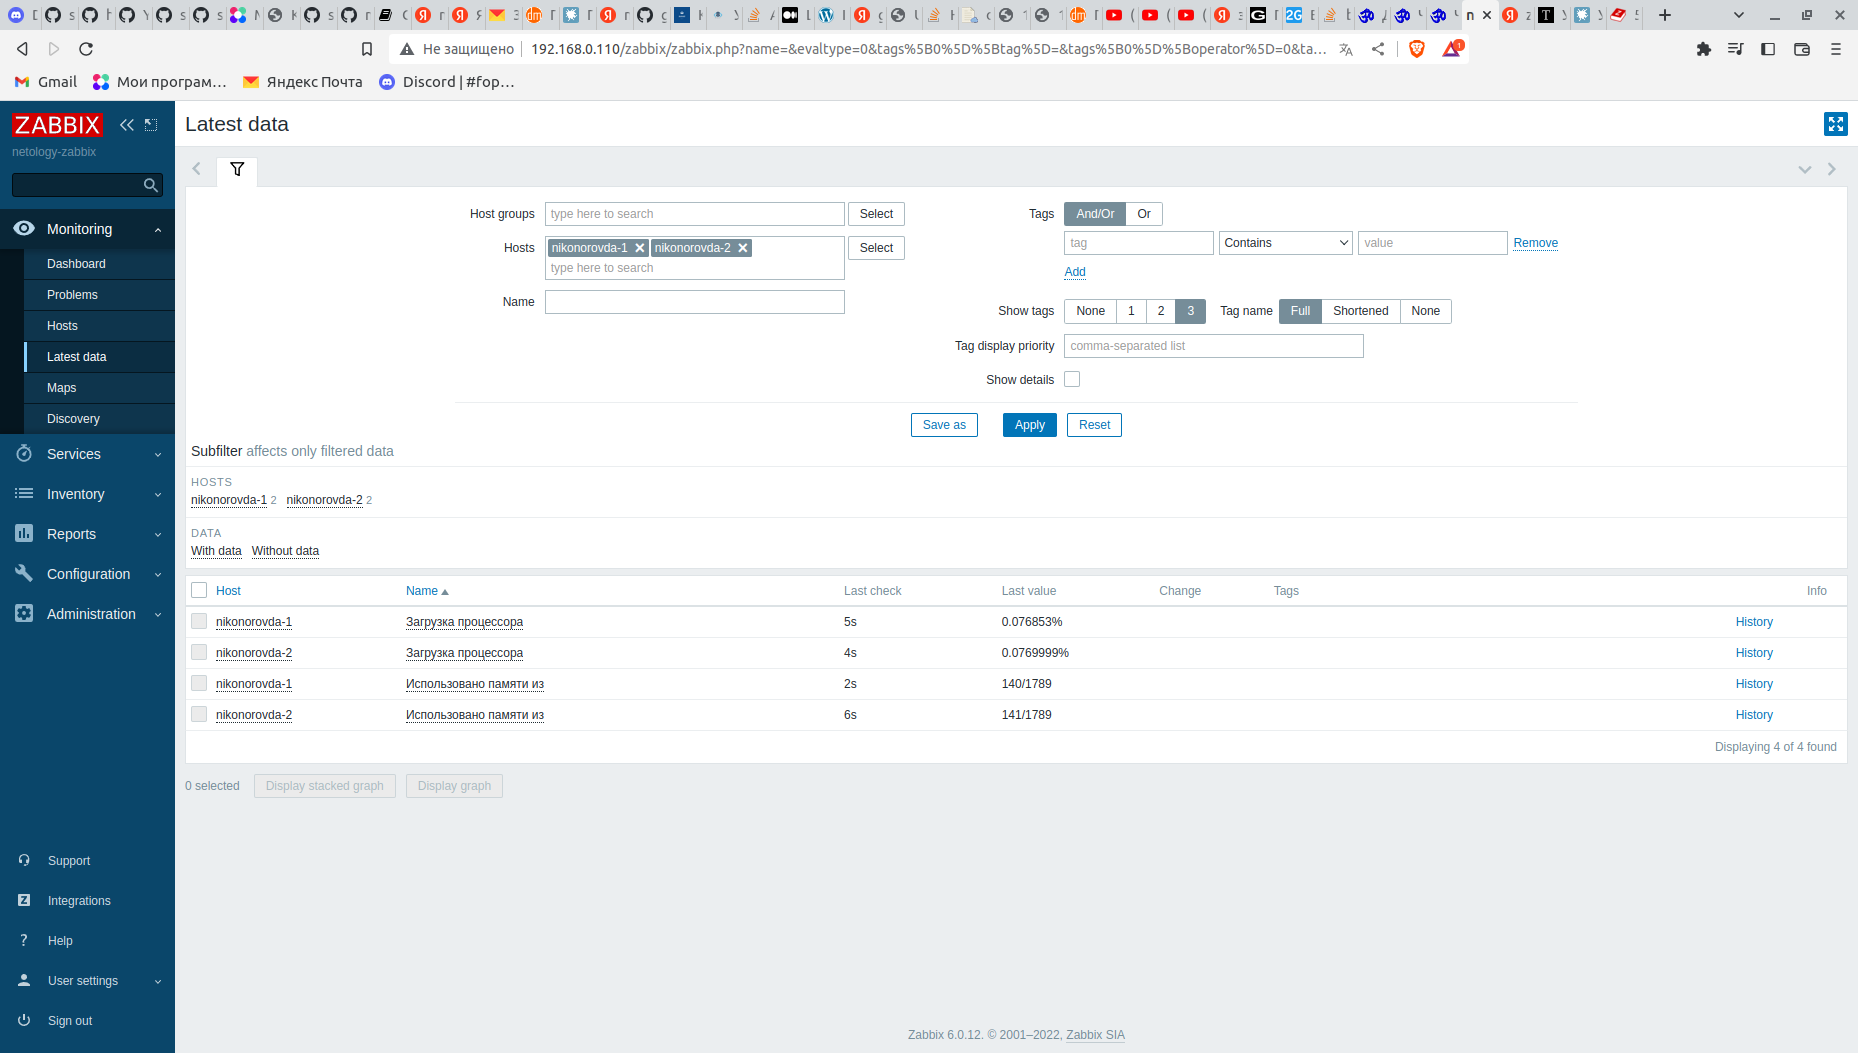 Не защищено 192.168.0.110/zabbix/zabbix.php?name=&evaltype=0&tags%5B0%5D%5Btag%5D=&tags%5B0%5D%5Boperator%5D=0&ta...
Gmail Мои програм... Яндекс Почта Discord | #fop...
ZABBIX
netology-zabbix
Monitoring
Dashboard
Problems
Hosts
Latest data
Maps
Discovery
Services
Inventory
Reports
Configuration
Administration
Support
Integrations
Help
User settings
Sign out
Latest data
Host groups type here to search Select
Hosts nikonorovda-1 nikonorovda-2 Select
type here to search
Name
Tags And/Or Or
tag Contains value Remove
Add
Show tags None 1 2 3 Tag name Full Shortened None
Tag display priority comma-separated list
Show details
Save as Apply Reset
Subfilter affects only filtered data
HOSTS
nikonorovda-1 2 nikonorovda-2 2
DATA
With data Without data
Host Name Last check Last value Change Tags Info
nikonorovda-1 Загрузка процессора 5s 0.076853% History
nikonorovda-2 Загрузка процессора 4s 0.0769999% History
nikonorovda-1 Использовано памяти из 2s 140/1789 History
nikonorovda-2 Использовано памяти из 6s 141/1789 History
Displaying 4 of 4 found
0 selected Display stacked graph Display graph
Zabbix 6.0.12. © 2001–2022, Zabbix SIA